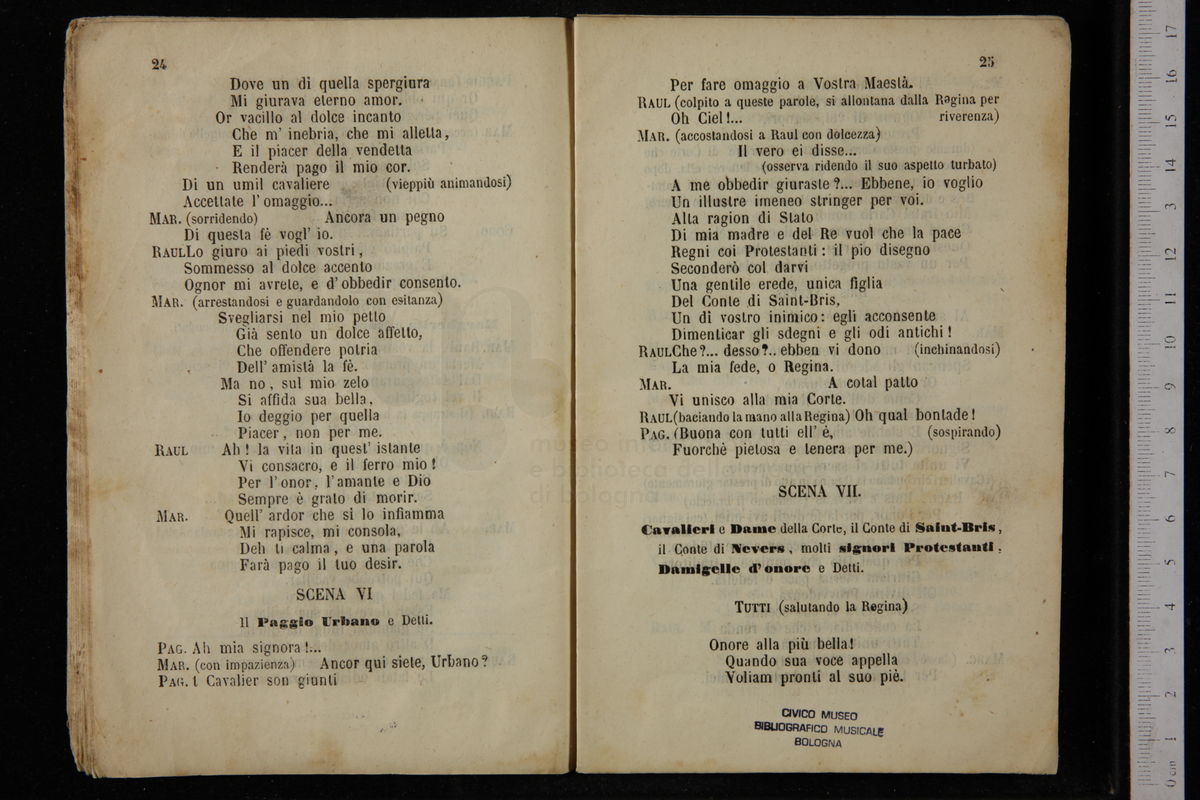 24
Dove un dì quella spergiura
Mi giurava eterno amor.
Or vacillo al dolce incanto
Che m' inebria, che mi alletta,
E il piacer della vendetta
Renderà pago il mio cor.
Di un umil cavaliere (vieppiù animandosi)
Accettate l' omaggio...
MAR. (sorridendo) Ancora un pegno
Di questa fè vogl' io.
RAUL Lo giuro ai piedi vostri,
Sommesso al dolce accento
Ognor mi avrete, e d' obbedir consento.
MAR. (arrestandosi e guardandolo con esitanza)
Svegliarsi nel mio petto
Già sento un dolce affetto,
Che offendere potria
Dell' amistà la fè.
Ma no, sul mio zelo
Si affida sua bella,
Io deggio per quella
Piacer, non per me.
RAUL Ah! la vita in quest' istante
Vi consacro, e il ferro mio!
Per l' onor, l' amante e Dio
Sempre è grato di morir.
MAR. Quell' ardor che sì lo infiamma
Mi rapisce, mi consola,
Deh ti calma, e una parola
Farà pago il tuo desir.
SCENA VI
Il Paggio Urbano e Detti.
PAG. Ah mia signora!...
MAR. (con impazienza) Ancor qui siete, Urbano?
PAG. I Cavalier son giunti
25
Per fare omaggio a Vostra Maestà.
RAUL (colpito a queste parole, si allontana dalla Regina per
Oh Ciel!... riverenza)
MAR. (accostandosi a Raul con dolcezza)
Il vero ei disse...
(osserva ridendo il suo aspetto turbato)
A me obbedir giuraste?... Ebbene, io voglio
Un illustre imeneo stringer per voi.
Alta ragion di Stato
Di mia madre e del Re vuol che la pace
Regni coi Protestanti: il pio disegno
Seconderò col darvi
Una gentile erede, unica figlia
Del Conte di Saint-Bris,
Un dì vostro inimico: egli acconsente
Dimenticar gli sdegni e gli odi antichi!
RAUL Che?... desso?.. ebben vi dono (inchinandosi)
La mia fede, o Regina.
MAR. A cotal patto
Vi unisco alla mia Corte.
RAUL (baciando la mano alla Regina) Oh qual bontade!
PAG. (Buona con tutti ell' è, (sospirando)
Fuorchè pietosa e tenera per me.)
SCENA VII.
Cavalieri e Dame della Corte, il Conte di Saint-Bris,
il Conte di Nevers, molti signori Protestanti,
Damigelle d' onore e Detti.
TUTTI (salutando la Regina)
Onore alla più bella!
Quando sua voce appella
Voliam pronti al suo piè.
CIVICO MUSEO
BIBLIOGRAFICO MUSICALE
BOLOGNA